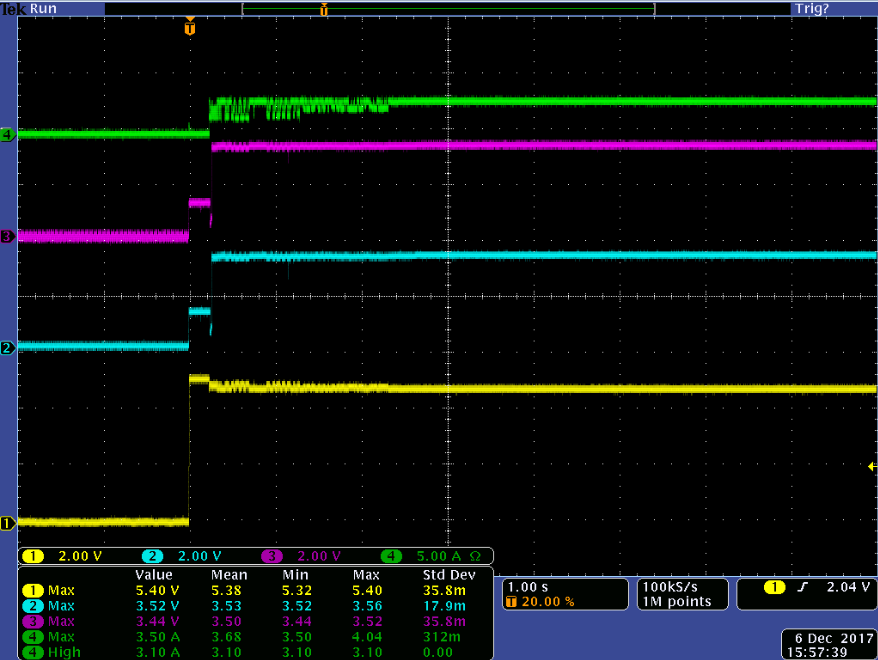 Tek Run Trig?
T
T
4
3
2
1
1 2.00 V 2 2.00 V 3 2.00 V 4 5.00 A Ω
Value Mean Min Max Std Dev
1 Max 5.40 V 5.38 5.32 5.40 35.8m
2 Max 3.52 V 3.53 3.52 3.56 17.9m
3 Max 3.44 V 3.50 3.44 3.52 35.8m
4 Max 3.50 A 3.68 3.50 4.04 312m
4 High 3.10 A 3.10 3.10 3.10 0.00
1.00 s
T 20.00 %
100kS/s
1M points
1 2.04 V
6 Dec 2017
15:57:39